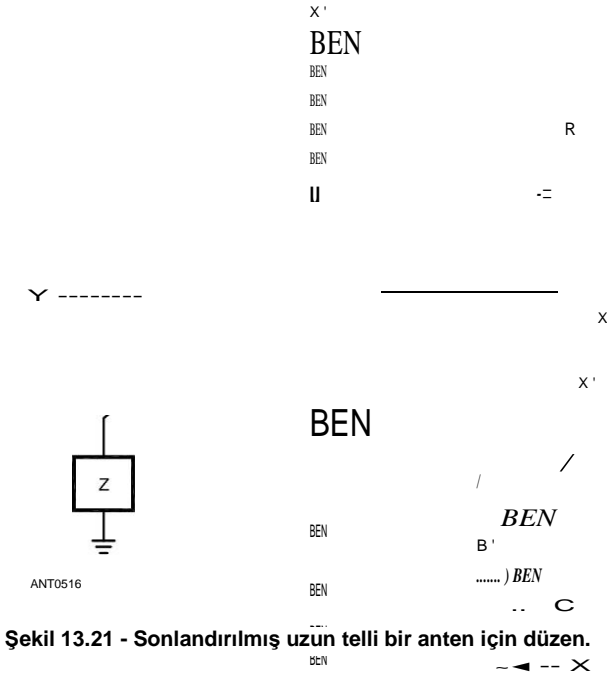 X '
BEN
BEN
BEN
BEN R
BEN
Y --------
X
X '
BEN
/
Z /
BEN
BEN
B '
ANT0516
....... ) BEN
BEN
.. C
Şekil 13.21 - Sonlandırılmış uzun telli bir anten için düzen.
BEN
~◄ -- X